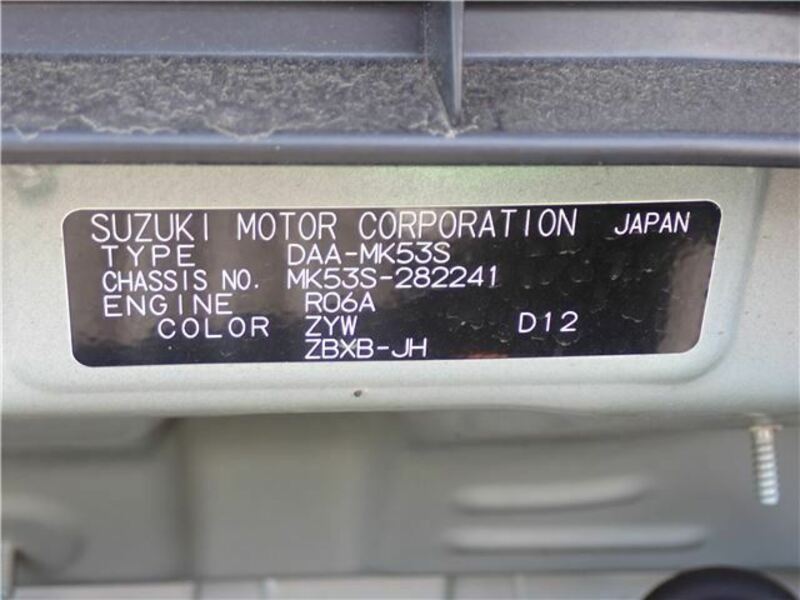 SUZUKI MOTOR CORPORATION JAPAN
TYPE DAA-MK53S
CHASSIS NO. MK53S-282241
ENGINE R06A
COLOR ZYW D12
ZBXB-JH